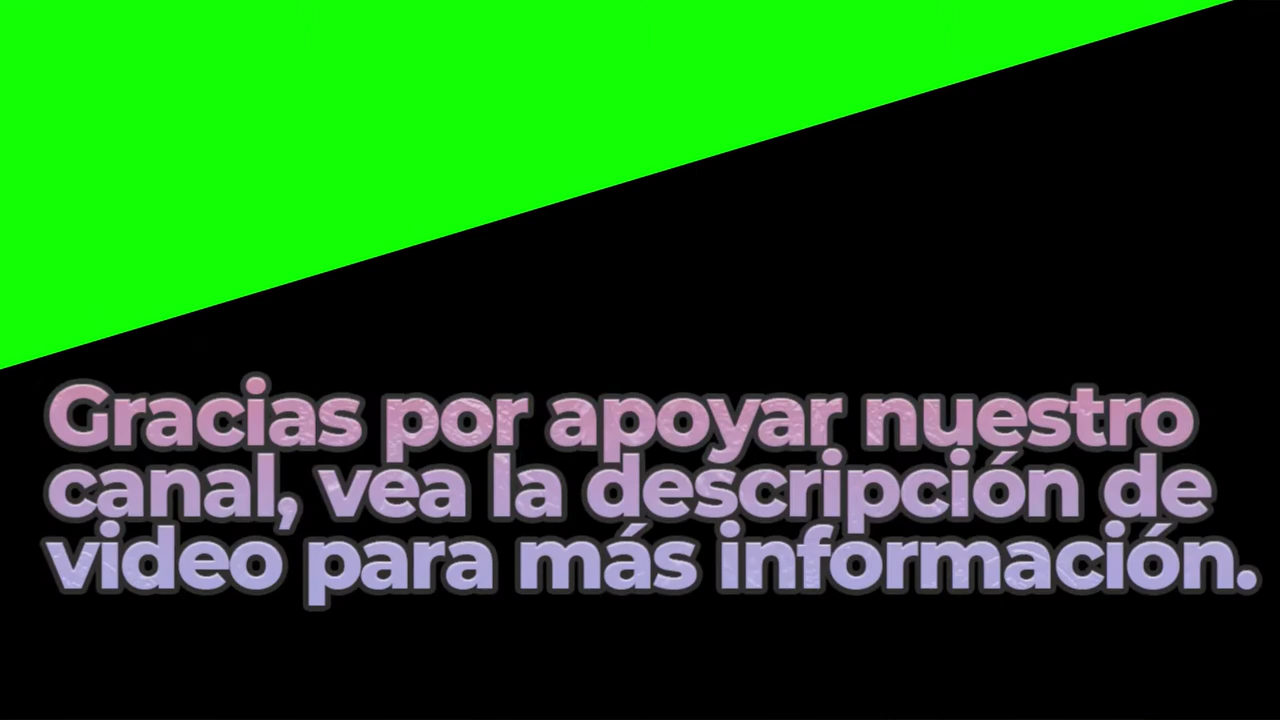 Gracias por apoyar nuestro
canal, vea la descripción de
video para más información.